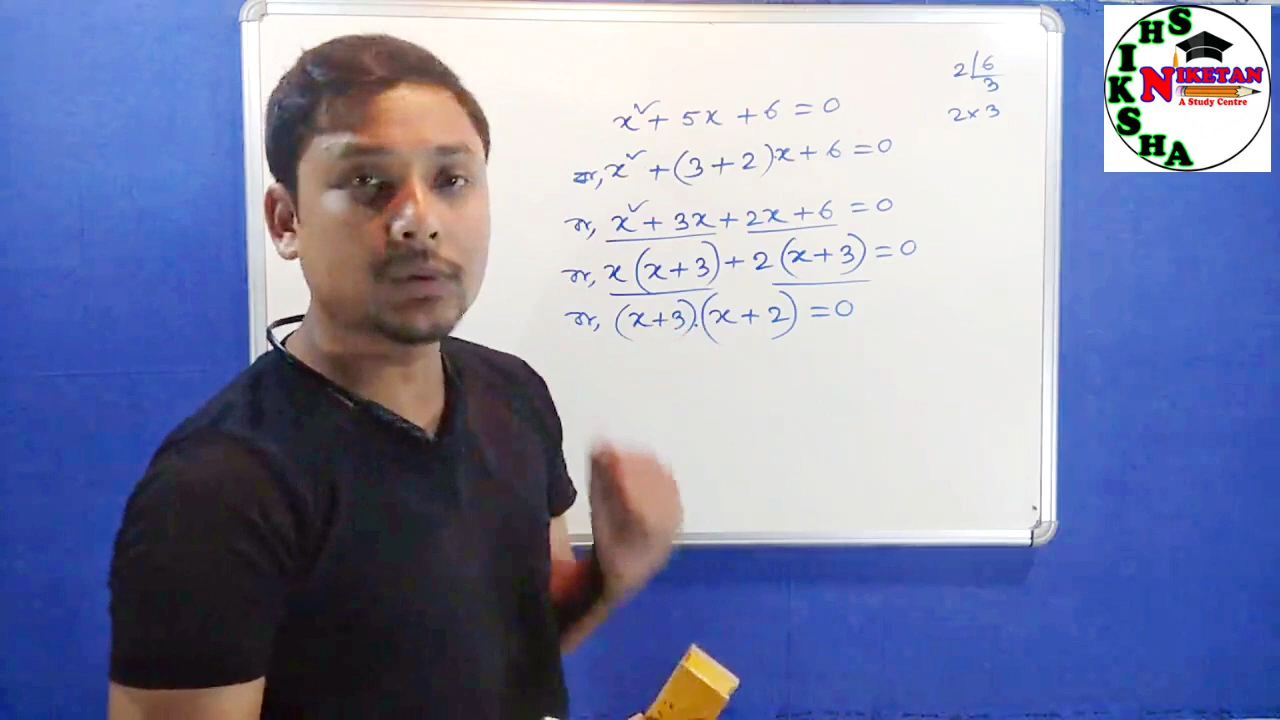 x² + 5x + 6 = 0
বা, x² + (3 + 2)x + 6 = 0
বা, x² + 3x + 2x + 6 = 0
বা, x(x + 3) + 2(x + 3) = 0
বা, (x+3).(x + 2) = 0
2|6
3
2 × 3
SHIKSHA
NIKETAN
A Study Centre